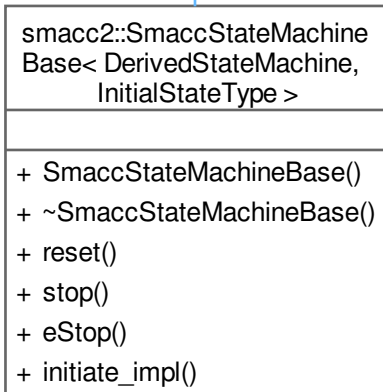 smacc2::SmaccStateMachine
Base< DerivedStateMachine,
InitialStateType >
+ SmaccStateMachineBase()
+ ~SmaccStateMachineBase()
+ reset()
+ stop()
+ eStop()
+ initiate_impl()